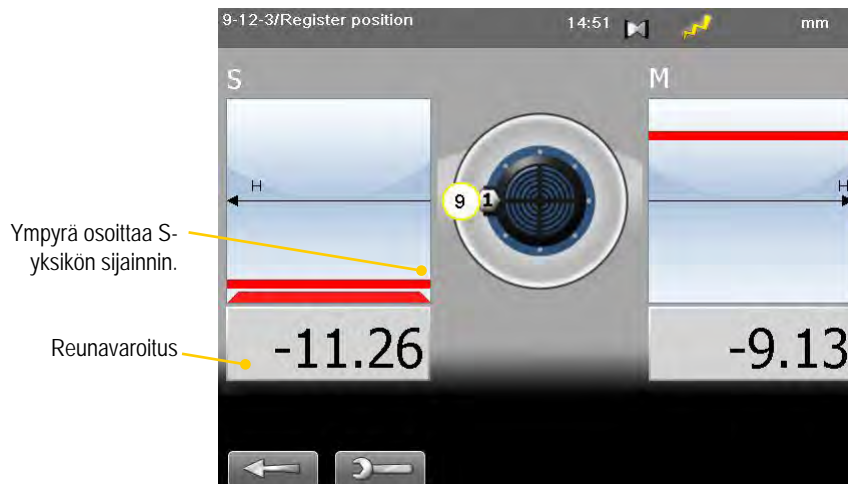 9-12-3/Register position 14:51 mm
S M
H H
9 1
Ympyrä osoittaa S-
yksikön sijainnin.
Reunavaroitus
-11.26 -9.13